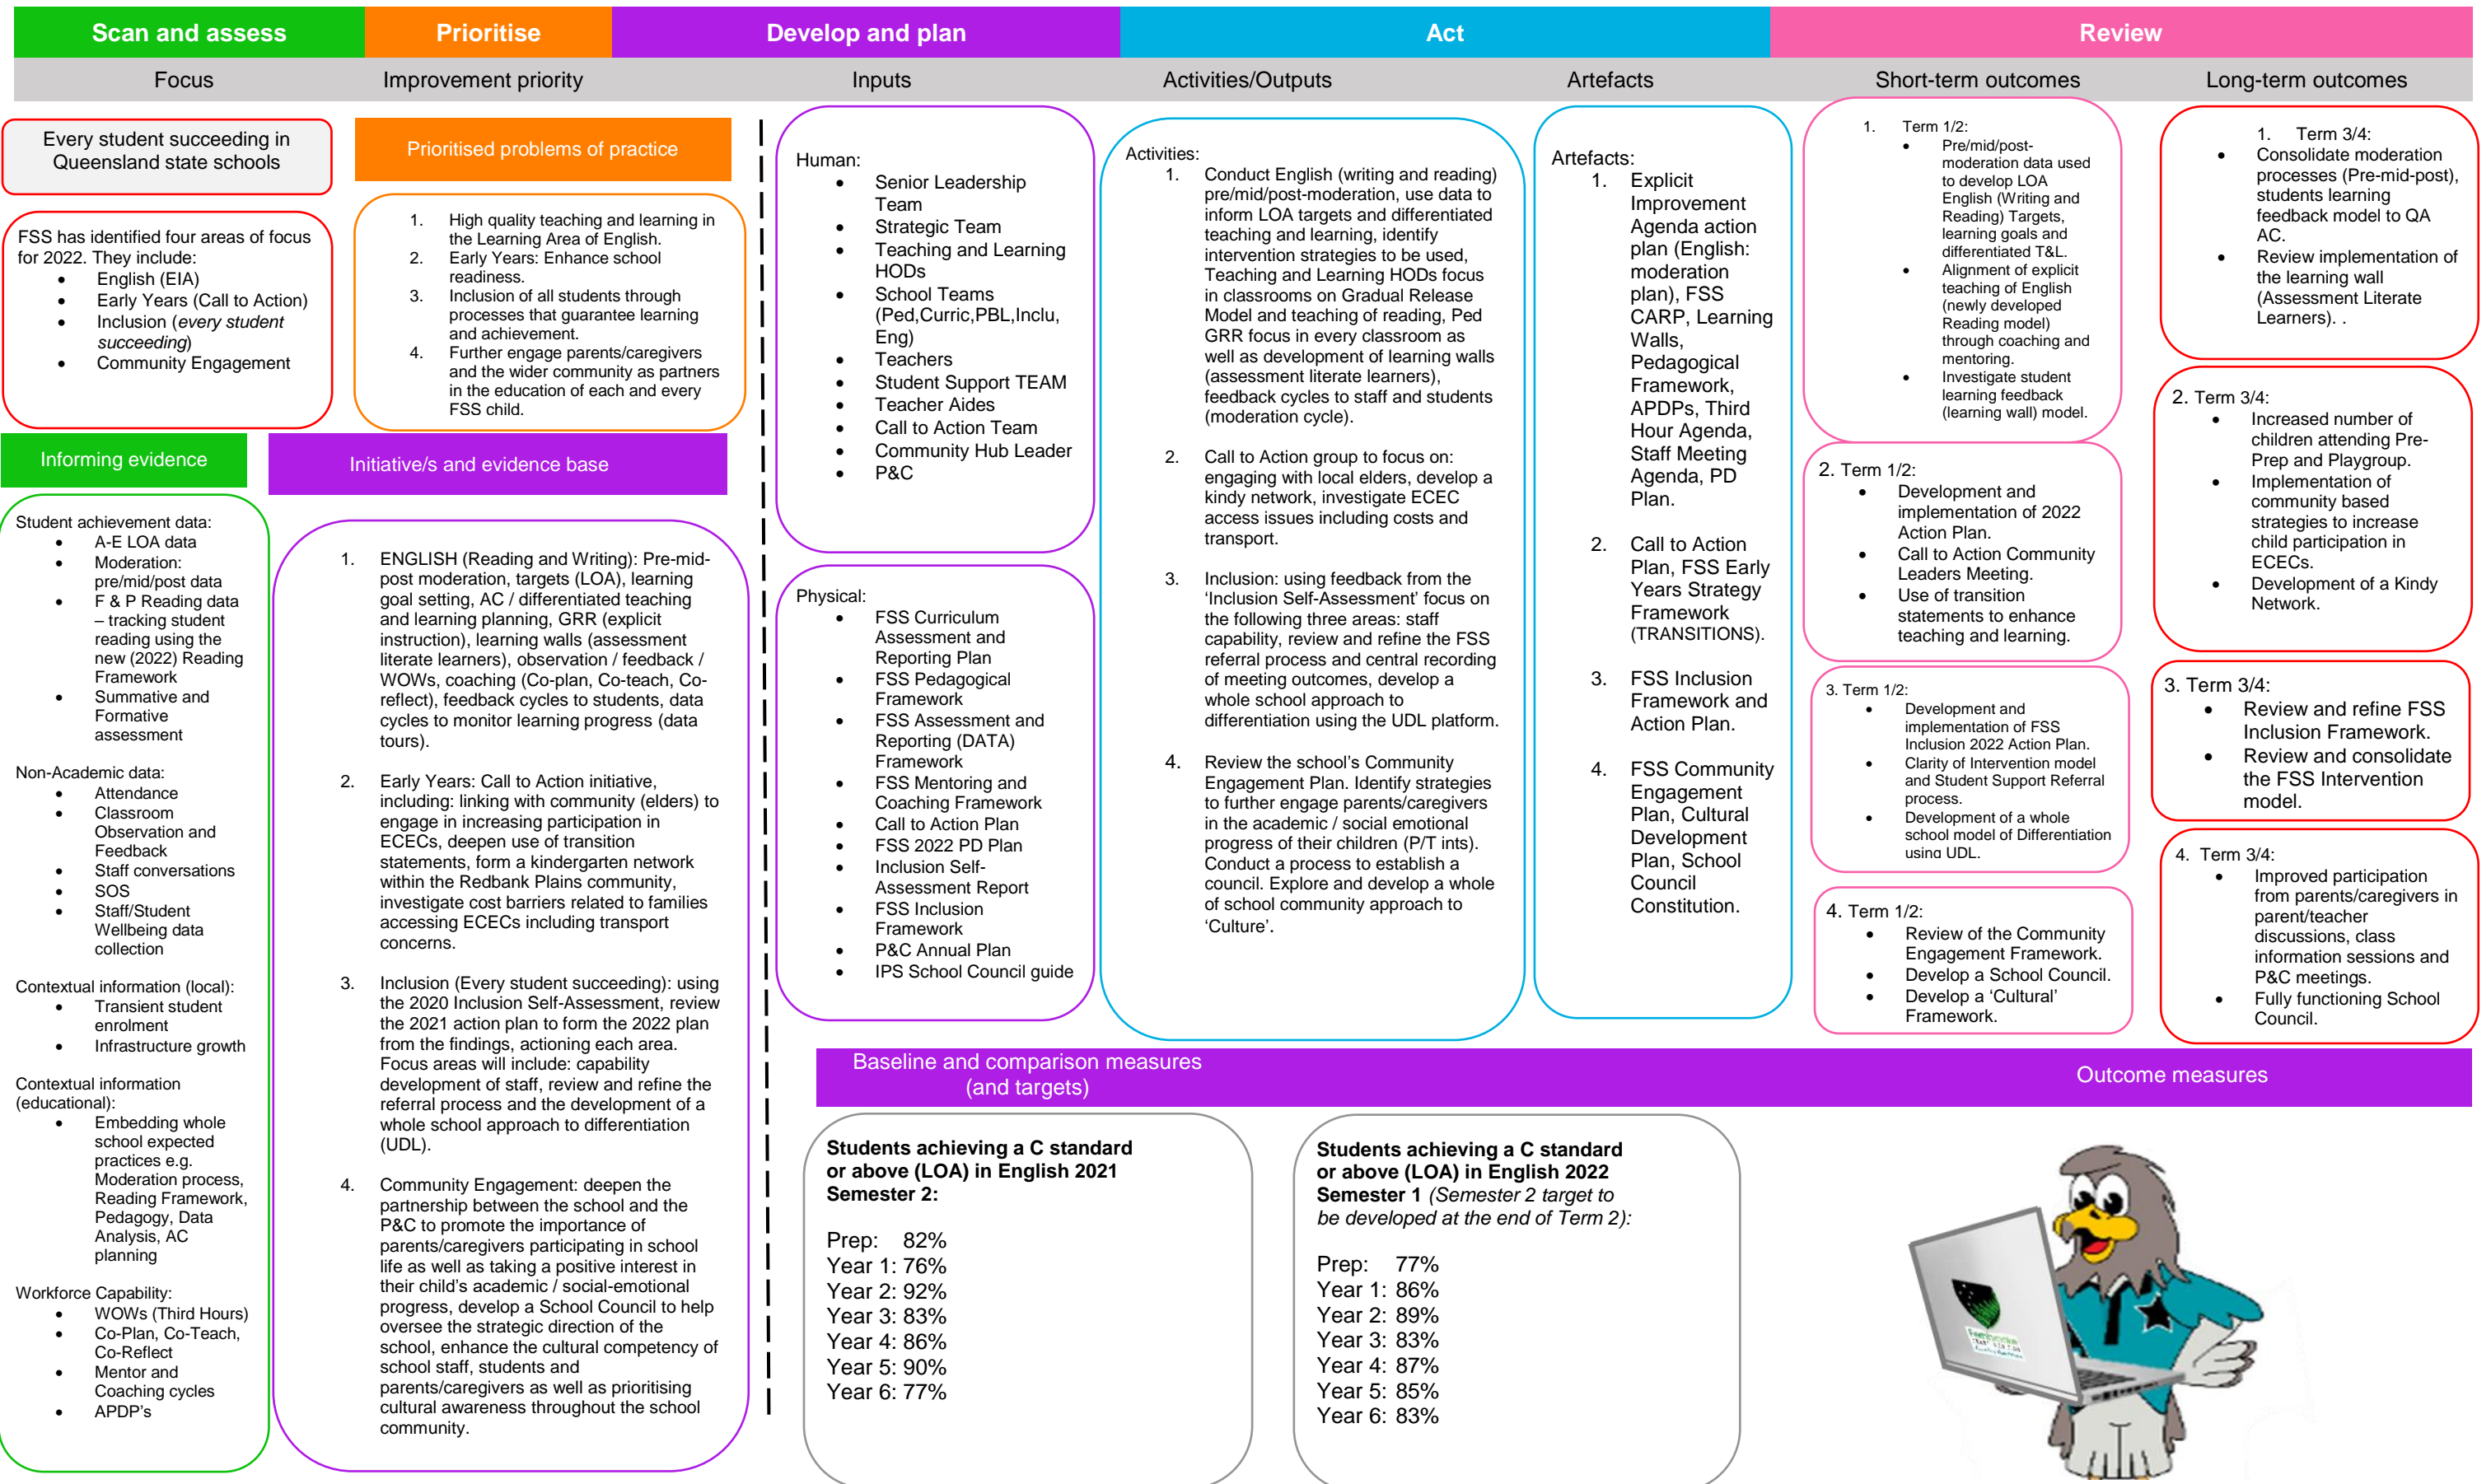 Scan and assess
Prioritise
Develop and plan
Act
Review
Focus
Improvement priority
Inputs
Activities/Outputs
Artefacts
Short-term outcomes
Long-term outcomes
Every student succeeding in
Queensland state schools
FSS has identified four areas of focus
for 2022. They include:
• English (EIA)
• Early Years (Call to Action)
• Inclusion (every student
succeeding)
• Community Engagement
Informing evidence
Student achievement data:
• A-E LOA data
• Moderation:
pre/mid/post data
• F & P Reading data
– tracking student
reading using the
new (2022) Reading
Framework
• Summative and
Formative
assessment
Non-Academic data:
• Attendance
• Classroom
Observation and
Feedback
• Staff conversations
• SOS
• Staff/Student
Wellbeing data
collection
Contextual information (local):
• Transient student
enrolment
• Infrastructure growth
Contextual information
(educational):
• Embedding whole
school expected
practices e.g.
Moderation process,
Reading Framework,
Pedagogy, Data
Analysis, AC
planning
Workforce Capability:
• WOWs (Third Hours)
• Co-Plan, Co-Teach,
Co-Reflect
• Mentor and
Coaching cycles
• APDP's
Prioritised problems of practice
1. High quality teaching and learning in
the Learning Area of English.
2. Early Years: Enhance school
readiness.
3. Inclusion of all students through
processes that guarantee learning
and achievement.
4. Further engage parents/caregivers
and the wider community as partners
in the education of each and every
FSS child.
Initiative/s and evidence base
1. ENGLISH (Reading and Writing): Pre-mid-
post moderation, targets (LOA), learning
goal setting, AC / differentiated teaching
and learning planning, GRR (explicit
instruction), learning walls (assessment
literate learners), observation / feedback /
WOWs, coaching (Co-plan, Co-teach, Co-
reflect), feedback cycles to students, data
cycles to monitor learning progress (data
tours).
2. Early Years: Call to Action initiative,
including: linking with community (elders) to
engage in increasing participation in
ECECs, deepen use of transition
statements, form a kindergarten network
within the Redbank Plains community,
investigate cost barriers related to families
accessing ECECs including transport
concerns.
3. Inclusion (Every student succeeding): using
the 2020 Inclusion Self-Assessment, review
the 2021 action plan to form the 2022 plan
from the findings, actioning each area.
Focus areas will include: capability
development of staff, review and refine the
referral process and the development of a
whole school approach to differentiation
(UDL).
4. Community Engagement: deepen the
partnership between the school and the
P&C to promote the importance of
parents/caregivers participating in school
life as well as taking a positive interest in
their child's academic / social-emotional
progress, develop a School Council to help
oversee the strategic direction of the
school, enhance the cultural competency of
school staff, students and
parents/caregivers as well as prioritising
cultural awareness throughout the school
community.
Human:
• Senior Leadership
Team
• Strategic Team
• Teaching and Learning
HODs
• School Teams
(Ped,Curric,PBL,Inclu,
Eng)
• Teachers
• Student Support TEAM
• Teacher Aides
• Call to Action Team
• Community Hub Leader
• P&C
Physical:
• FSS Curriculum
Assessment and
Reporting Plan
• FSS Pedagogical
Framework
• FSS Assessment and
Reporting (DATA)
Framework
• FSS Mentoring and
Coaching Framework
• Call to Action Plan
• FSS 2022 PD Plan
• Inclusion Self-
Assessment Report
• FSS Inclusion
Framework
• P&C Annual Plan
• IPS School Council guide
Activities:
1. Conduct English (writing and reading)
pre/mid/post-moderation, use data to
inform LOA targets and differentiated
teaching and learning, identify
intervention strategies to be used,
Teaching and Learning HODs focus
in classrooms on Gradual Release
Model and teaching of reading, Ped
GRR focus in every classroom as
well as development of learning walls
(assessment literate learners),
feedback cycles to staff and students
(moderation cycle).
2. Call to Action group to focus on:
engaging with local elders, develop a
kindy network, investigate ECEC
access issues including costs and
transport.
3. Inclusion: using feedback from the
‘Inclusion Self-Assessment’ focus on
the following three areas: staff
capability, review and refine the FSS
referral process and central recording
of meeting outcomes, develop a
whole school approach to
differentiation using the UDL platform.
4. Review the school's Community
Engagement Plan. Identify strategies
to further engage parents/caregivers
in the academic / social emotional
progress of their children (P/T ints).
Conduct a process to establish a
council. Explore and develop a whole
of school community approach to
‘Culture’.
Artefacts:
1. Explicit
Improvement
Agenda action
plan (English:
moderation
plan), FSS
CARP, Learning
Walls,
Pedagogical
Framework,
APDPs, Third
Hour Agenda,
Staff Meeting
Agenda, PD
Plan.
2. Call to Action
Plan, FSS Early
Years Strategy
Framework
(TRANSITIONS).
3. FSS Inclusion
Framework and
Action Plan.
4. FSS Community
Engagement
Plan, Cultural
Development
Plan, School
Council
Constitution.
1. Term 1/2:
• Pre/mid/post-
moderation data used
to develop LOA
English (Writing and
Reading) Targets,
learning goals and
differentiated T&L.
• Alignment of explicit
teaching of English
(newly developed
Reading model)
through coaching and
mentoring.
• Investigate student
learning feedback
(learning wall) model.
2. Term 1/2:
• Development and
implementation of 2022
Action Plan.
• Call to Action Community
Leaders Meeting.
• Use of transition
statements to enhance
teaching and learning.
3. Term 1/2:
• Development and
implementation of FSS
Inclusion 2022 Action Plan.
• Clarity of Intervention model
and Student Support Referral
process.
• Development of a whole
school model of Differentiation
using UDL.
4. Term 1/2:
• Review of the Community
Engagement Framework.
• Develop a School Council.
• Develop a ‘Cultural’
Framework.
1. Term 3/4:
• Consolidate moderation
processes (Pre-mid-post),
students learning
feedback model to QA
AC.
• Review implementation of
the learning wall
(Assessment Literate
Learners). .
2. Term 3/4:
• Increased number of
children attending Pre-
Prep and Playgroup.
• Implementation of
community based
strategies to increase
child participation in
ECECs.
• Development of a Kindy
Network.
3. Term 3/4:
• Review and refine FSS
Inclusion Framework.
• Review and consolidate
the FSS Intervention
model.
4. Term 3/4:
• Improved participation
from parents/caregivers in
parent/teacher
discussions, class
information sessions and
P&C meetings.
• Fully functioning School
Council.
Baseline and comparison measures
(and targets)
Outcome measures
Students achieving a C standard
or above (LOA) in English 2021
Semester 2:
Prep: 82%
Year 1: 76%
Year 2: 92%
Year 3: 83%
Year 4: 86%
Year 5: 90%
Year 6: 77%
Students achieving a C standard
or above (LOA) in English 2022
Semester 1 (Semester 2 target to
be developed at the end of Term 2):
Prep: 77%
Year 1: 86%
Year 2: 89%
Year 3: 83%
Year 4: 87%
Year 5: 85%
Year 6: 83%